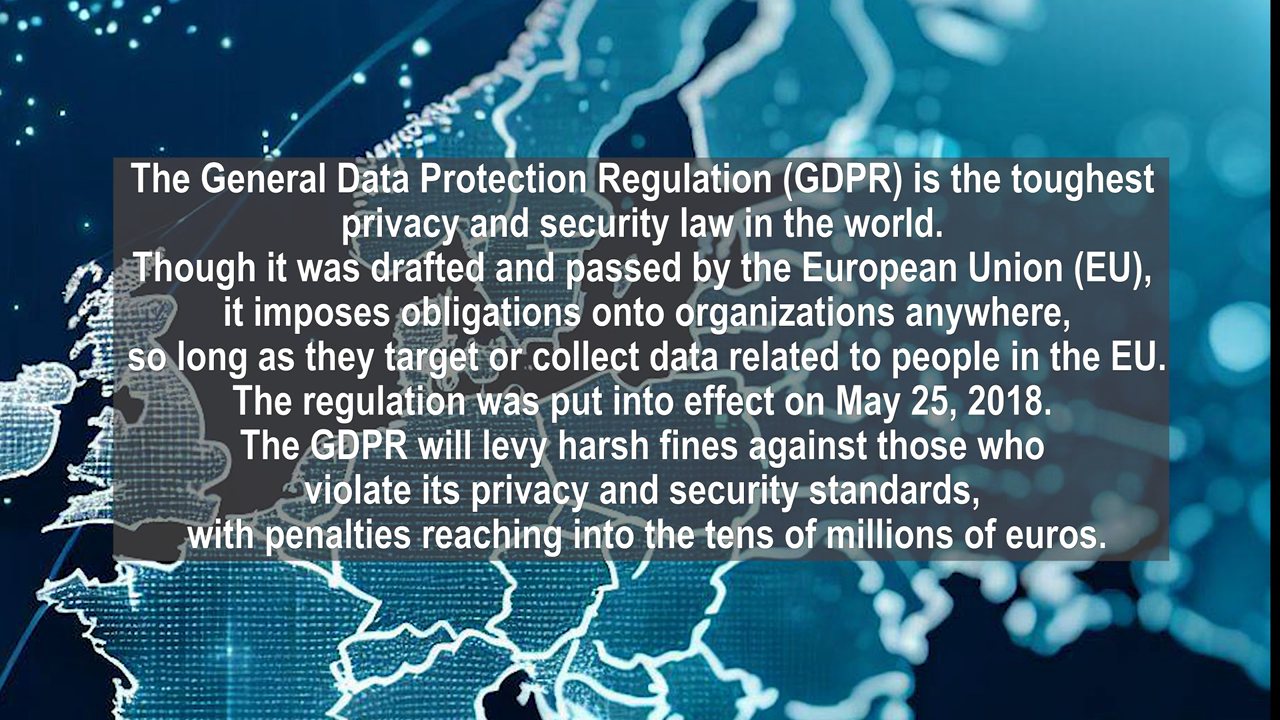 The General Data Protection Regulation (GDPR) is the toughest
privacy and security law in the world.
Though it was drafted and passed by the European Union (EU),
it imposes obligations onto organizations anywhere,
so long as they target or collect data related to people in the EU.
The regulation was put into effect on May 25, 2018.
The GDPR will levy harsh fines against those who
violate its privacy and security standards,
with penalties reaching into the tens of millions of euros.